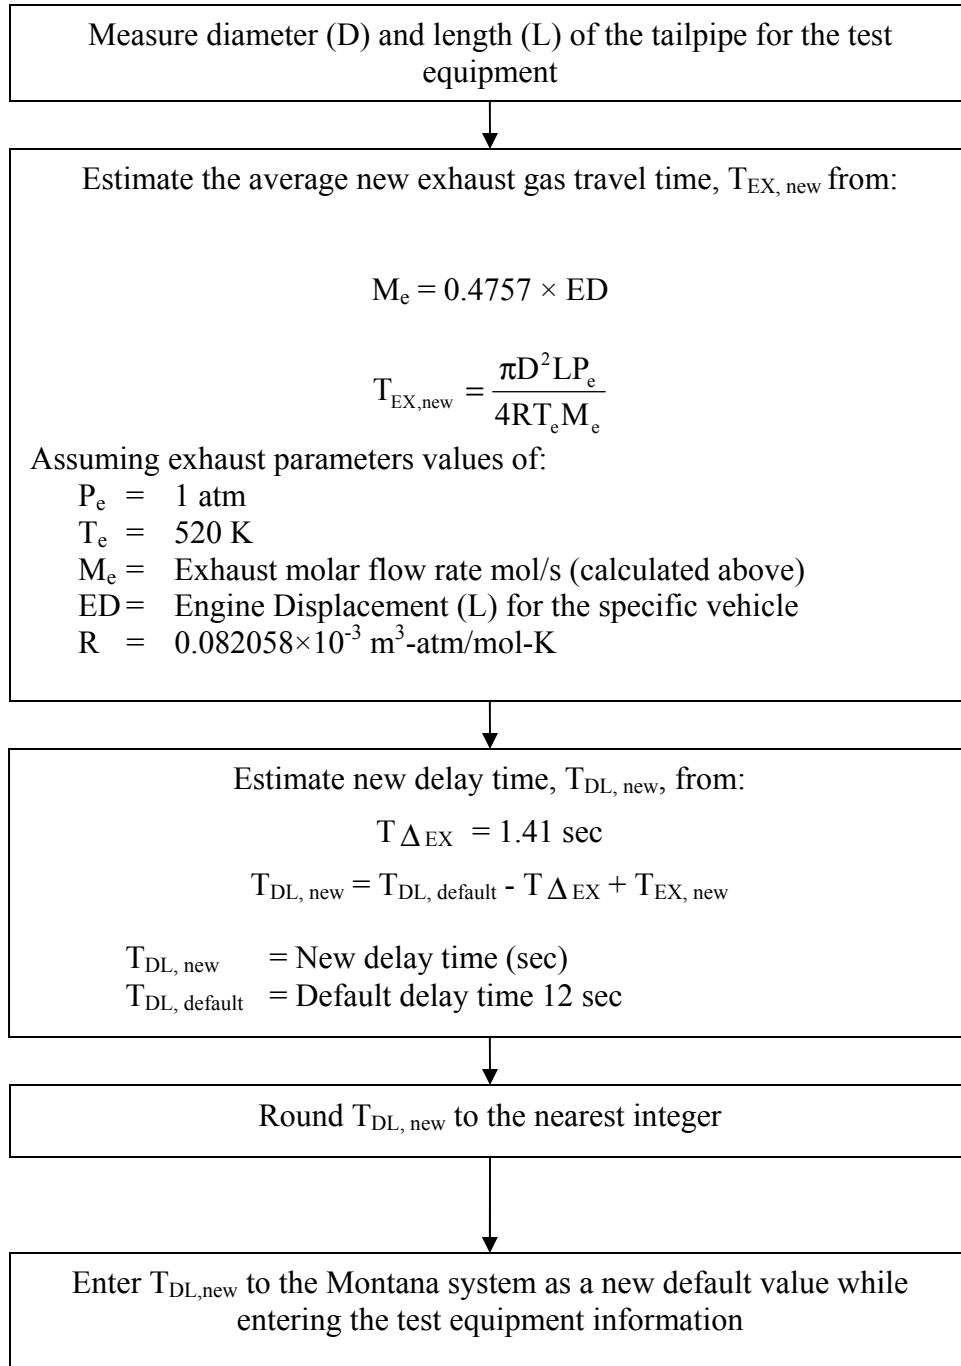 Measure diameter (D) and length (L) of the tailpipe for the test
equipment
Estimate the average new exhaust gas travel time, T_EX, new from:
M_e = 0.4757 × ED
T_EX,new = πD²LP_e / 4RT_eM_e
Assuming exhaust parameters values of:
P_e = 1 atm
T_e = 520 K
M_e = Exhaust molar flow rate mol/s (calculated above)
ED = Engine Displacement (L) for the specific vehicle
R = 0.082058×10⁻³ m³-atm/mol-K
Estimate new delay time, T_DL, new, from:
T Δ EX = 1.41 sec
T_DL, new = T_DL, default - T Δ EX + T_EX, new
T_DL, new = New delay time (sec)
T_DL, default = Default delay time 12 sec
Round T_DL, new to the nearest integer
Enter T_DL,new to the Montana system as a new default value while
entering the test equipment information